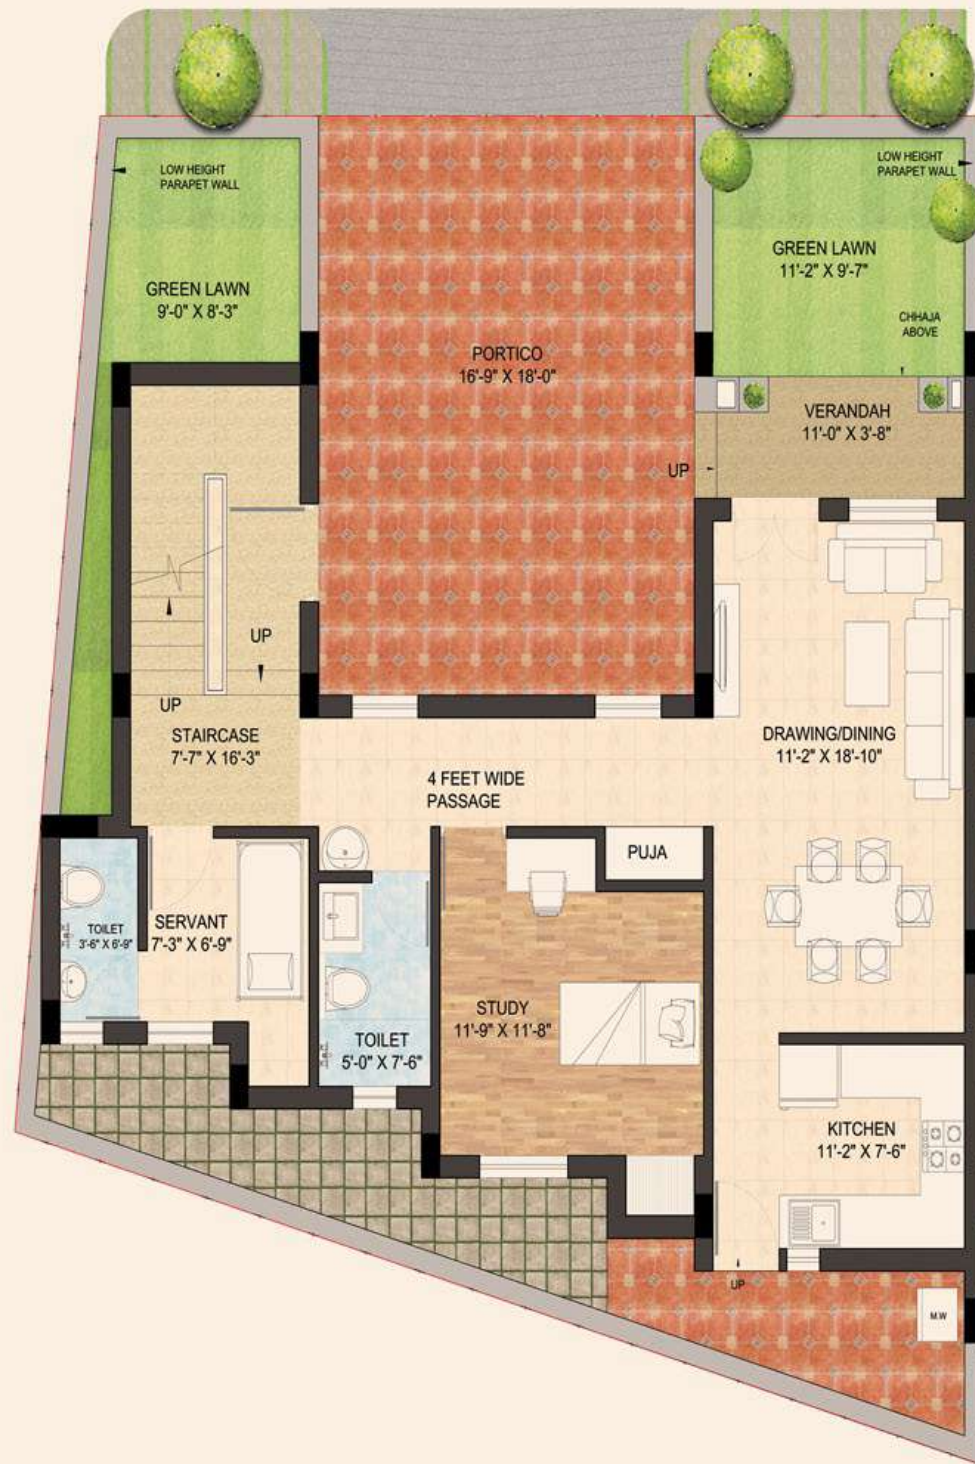 LOW HEIGHT
PARAPET WALL
LOW HEIGHT
PARAPET WALL
GREEN LAWN
9'-0" X 8'-3"
GREEN LAWN
11'-2" X 9'-7"
CHHAJA
ABOVE
PORTICO
16'-9" X 18'-0"
VERANDAH
11'-0" X 3'-8"
UP
UP
UP
STAIRCASE
7'-7" X 16'-3"
DRAWING/DINING
11'-2" X 18'-10"
4 FEET WIDE
PASSAGE
PUJA
TOILET
3'-6" X 6'-9"
SERVANT
7'-3" X 6'-9"
STUDY
11'-9" X 11'-8"
TOILET
5'-0" X 7'-6"
KITCHEN
11'-2" X 7'-6"
UP
M.W